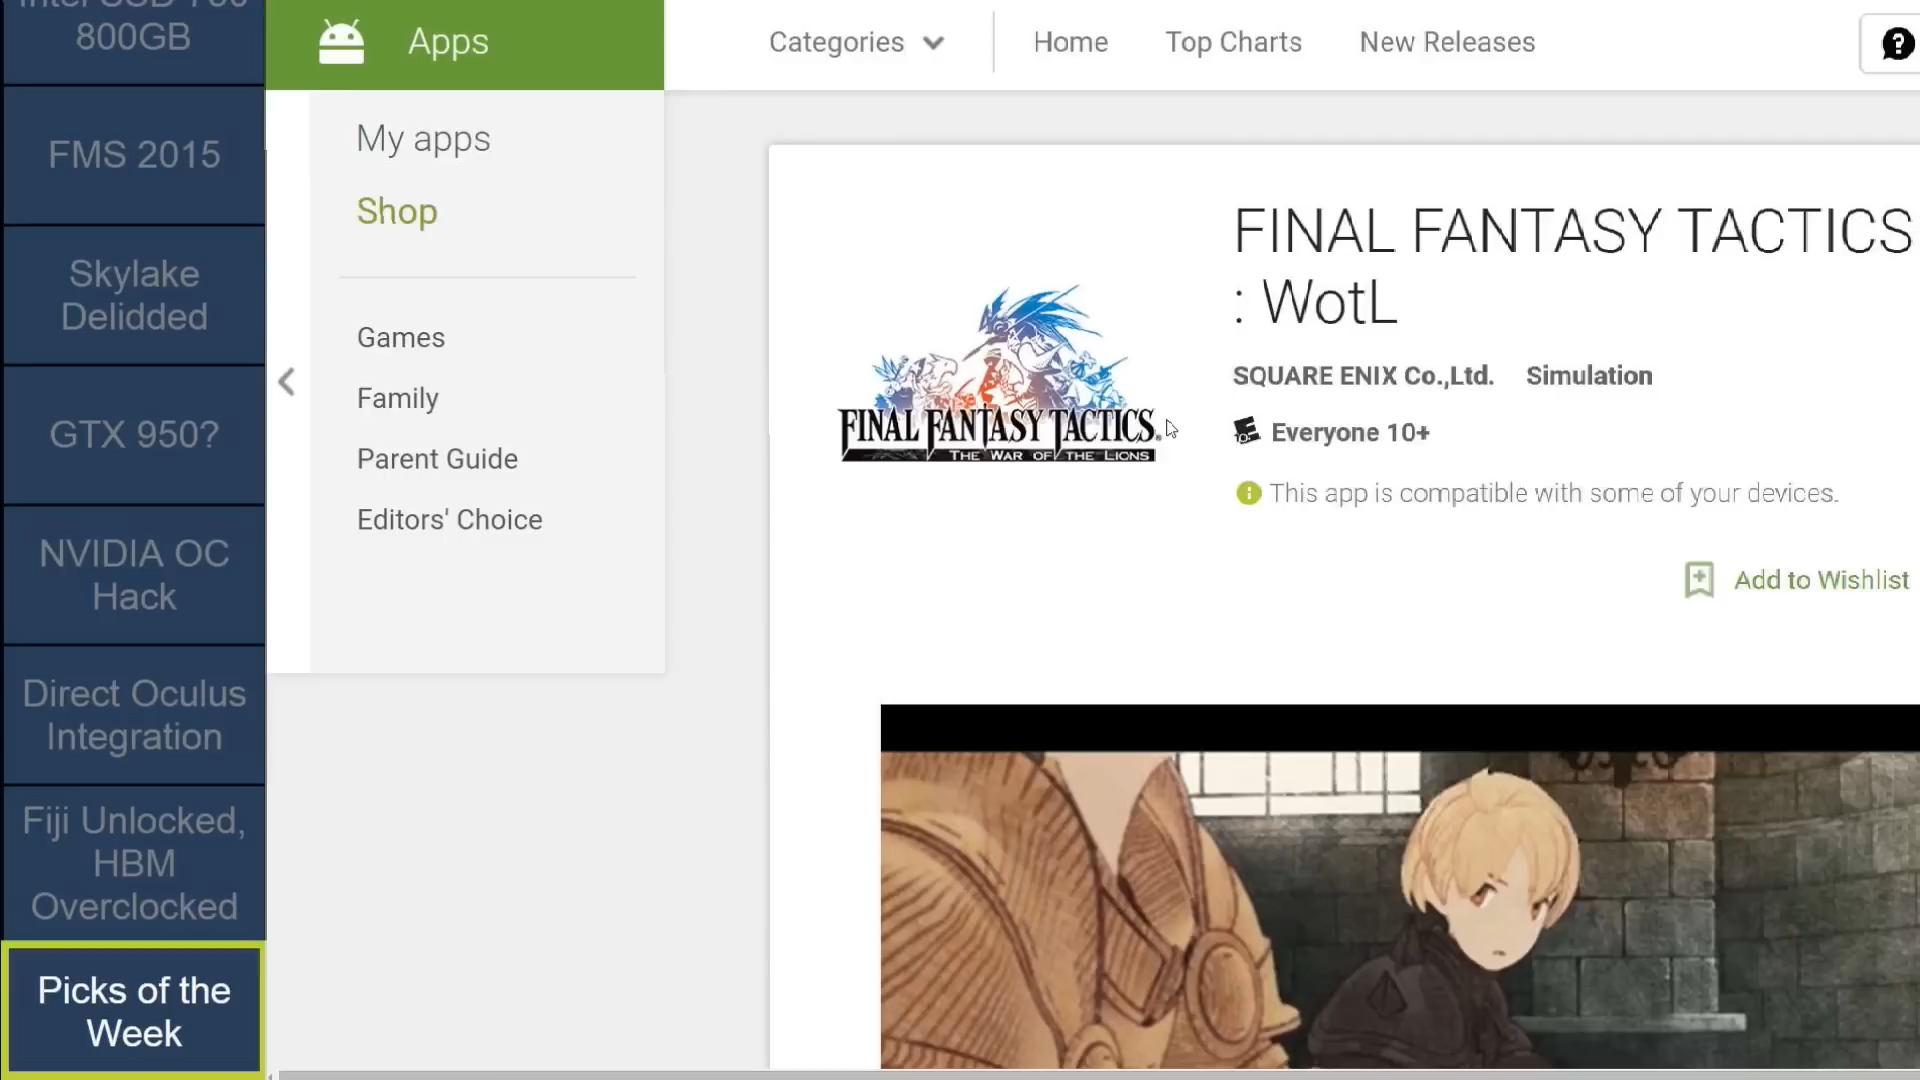 Intel SSD 750
800GB
FMS 2015
Skylake
Delidded
GTX 950?
NVIDIA OC
Hack
Direct Oculus
Integration
Fiji Unlocked,
HBM
Overclocked
Picks of the
Week
Apps
My apps
Shop
Games
Family
Parent Guide
Editors' Choice
Categories
Home
Top Charts
New Releases
FINAL FANTASY TACTICS
THE WAR OF THE LIONS
FINAL FANTASY TACTICS
: WotL
SQUARE ENIX Co.,Ltd. Simulation
Everyone 10+
This app is compatible with some of your devices.
Add to Wishlist